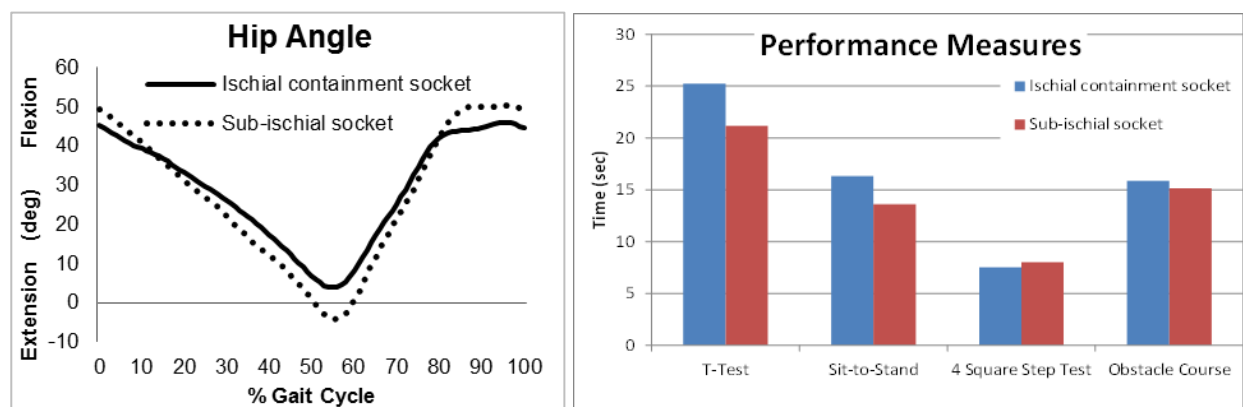 Hip Angle
Extension (deg) Flexion
60
50
40
30
20
10
0
-10
Ischial containment socket
Sub-ischial socket
0 10 20 30 40 50 60 70 80 90 100
% Gait Cycle
Performance Measures
Time (sec)
30
25
20
15
10
5
0
Ischial containment socket
Sub-ischial socket
T-Test Sit-to-Stand 4 Square Step Test Obstacle Course